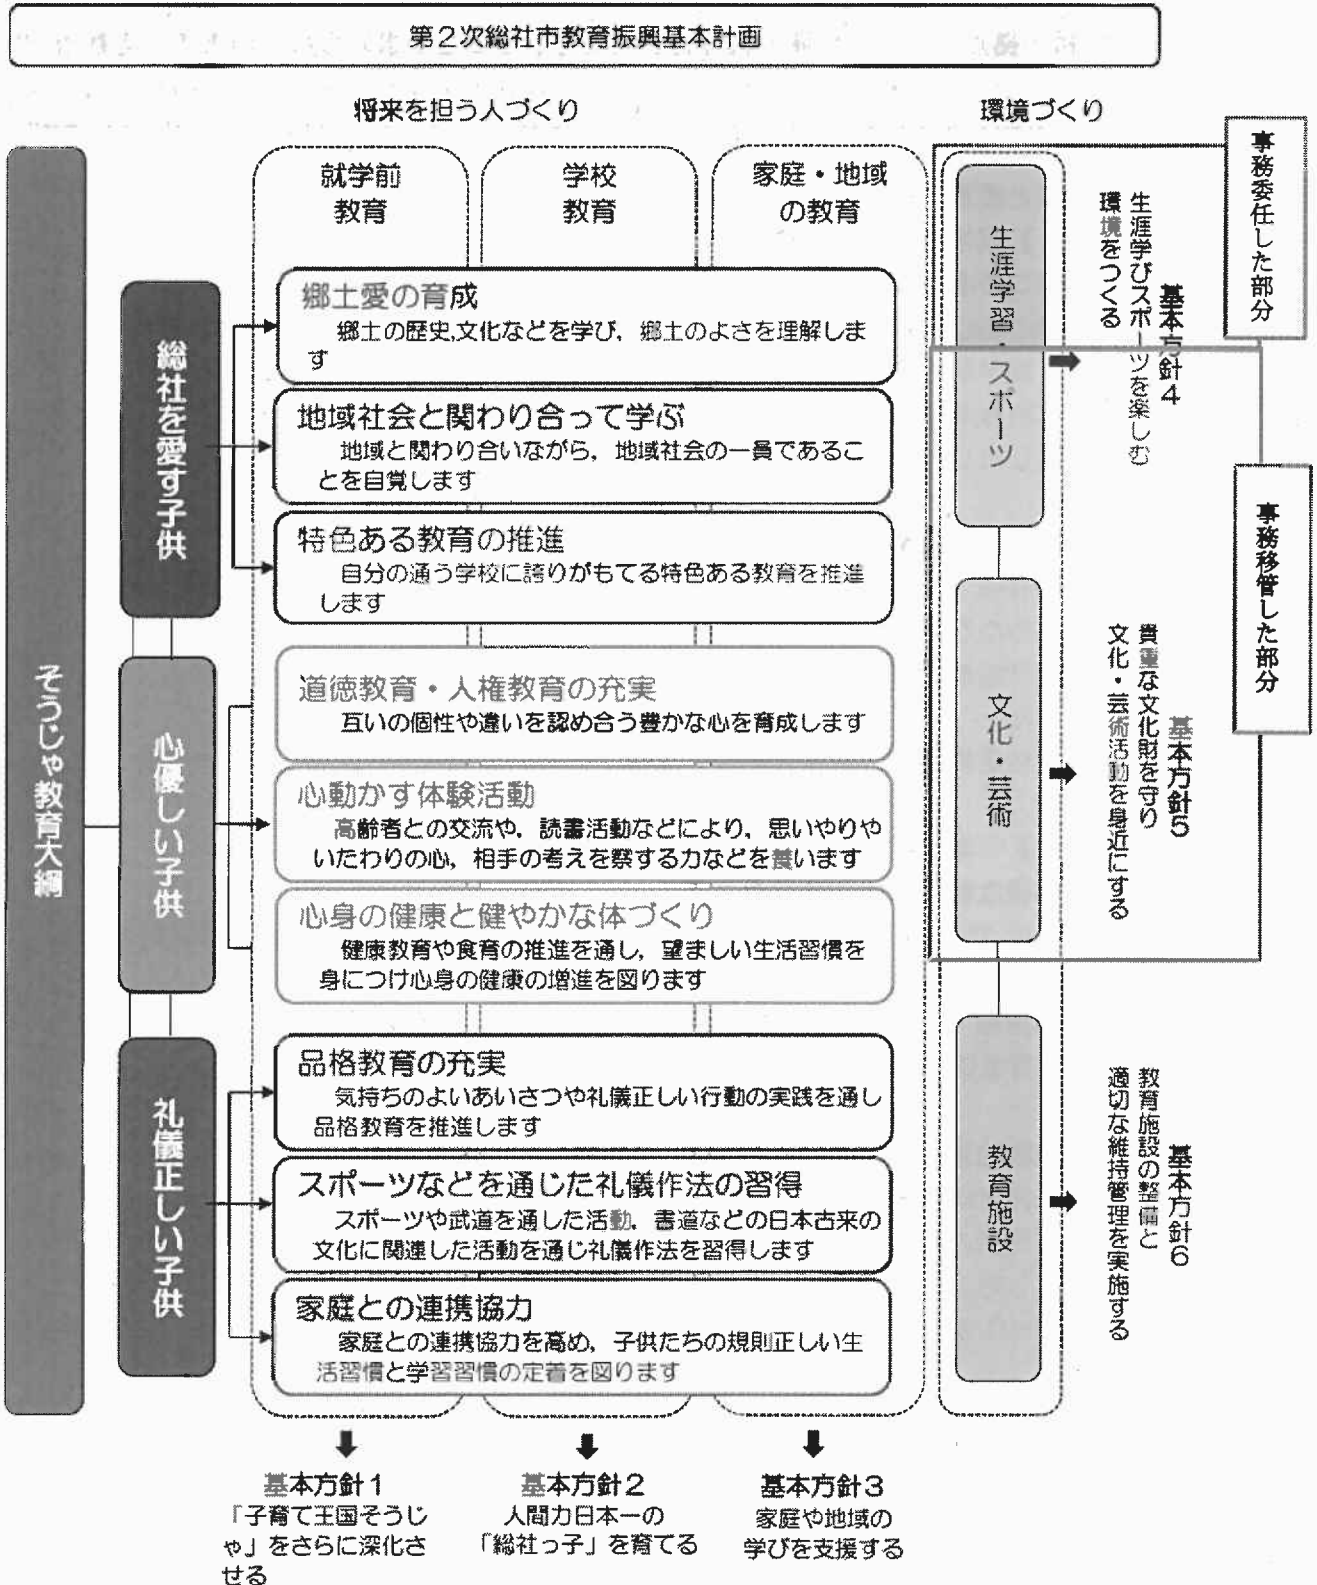 第2次総社市教育振興基本計画
将来を担う人づくり
環境づくり
事務委任した部分
就学前
教育
学校
教育
家庭・地域
の教育
そうじゃ教育大綱
総社を愛す子供
郷土愛の育成
郷土の歴史,文化などを学び，郷土のよさを理解しま
す
地域社会と関わり合って学ぶ
地域と関わり合いながら，地域社会の一員であるこ
とを自覚します
特色ある教育の推進
自分の通う学校に誇りがもてる特色ある教育を推進
します
心優しい子供
道徳教育・人権教育の充実
互いの個性や違いを認め合う豊かな心を育成します
心動かす体験活動
高齢者との交流や，読書活動などにより，思いやりや
いたわりの心，相手の考えを察する力などを養います
心身の健康と健やかな体づくり
健康教育や食育の推進を通し，望ましい生活習慣を
身につけ心身の健康の増進を図ります
礼儀正しい子供
品格教育の充実
気持ちのよいあいさつや礼儀正しい行動の実践を通し
品格教育を推進します
スポーツなどを通じた礼儀作法の習得
スポーツや武道を通した活動，書道などの日本古来の
文化に関連した活動を通じ礼儀作法を習得します
家庭との連携協力
家庭との連携協力を高め，子供たちの規則正しい生
活習慣と学習習慣の定着を図ります
生涯学習・スポーツ
基本方針4
生涯学びスポーツを楽しむ
環境をつくる
事務移管した部分
文化・芸術
基本方針5
貴重な文化財を守り
文化・芸術活動を身近にする
教育施設
基本方針6
教育施設の整備と
適切な維持管理を実施する
基本方針1
「子育て王国そうじ
ゃ」をさらに深化さ
せる
基本方針2
人間力日本一の
「総社っ子」を育てる
基本方針3
家庭や地域の
学びを支援する